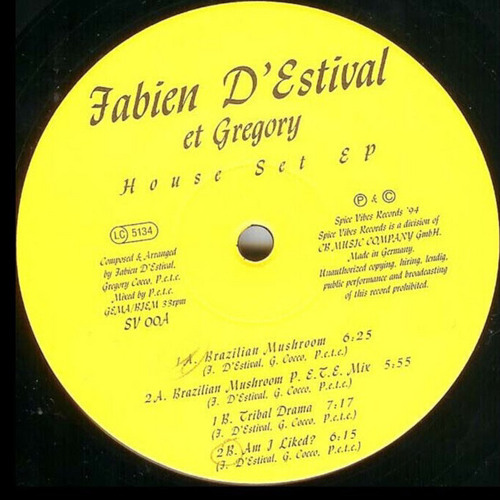 Fabien D'Estival
et Gregory
House Set EP
LC 5134
Composed & Arranged
by Fabien D'Estival,
Gregory Cocco, P.e.t.e.
Mixed by P.e.t.e.
GEMA/BIEM 33rpm
SV 00A
Ⓟ & ©
Spice Vibes Records '94
Spice Vibes Records is a division of
CB MUSIC COMPANY GmbH.
Made in Germany.
Unauthorized copying, hiring, lendig,
public performance and broadcasting
of this record prohibited.
1A. Brazilian Mushroom 6:25
(F. D'Estival, G. Cocco, P.e.t.e.)
2A. Brazilian Mushroom P.E.T.E. Mix 5:55
(F. D'Estival, G. Cocco, P.e.t.e.)
1B. Tribal Drama 7:17
(F. D'Estival, G. Cocco, P.e.t.e.)
2B. Am I Liked? 6:15
(F. D'Estival, G. Cocco, P.e.t.e.)